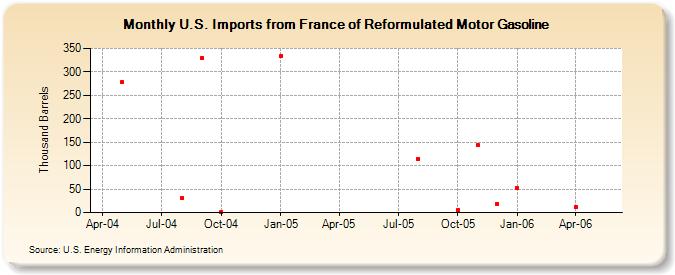 Monthly U.S. Imports from France of Reformulated Motor Gasoline
Thousand Barrels
350
300
250
200
150
100
50
0
Apr-04 Jul-04 Oct-04 Jan-05 Apr-05 Jul-05 Oct-05 Jan-06 Apr-06
Source: U.S. Energy Information Administration